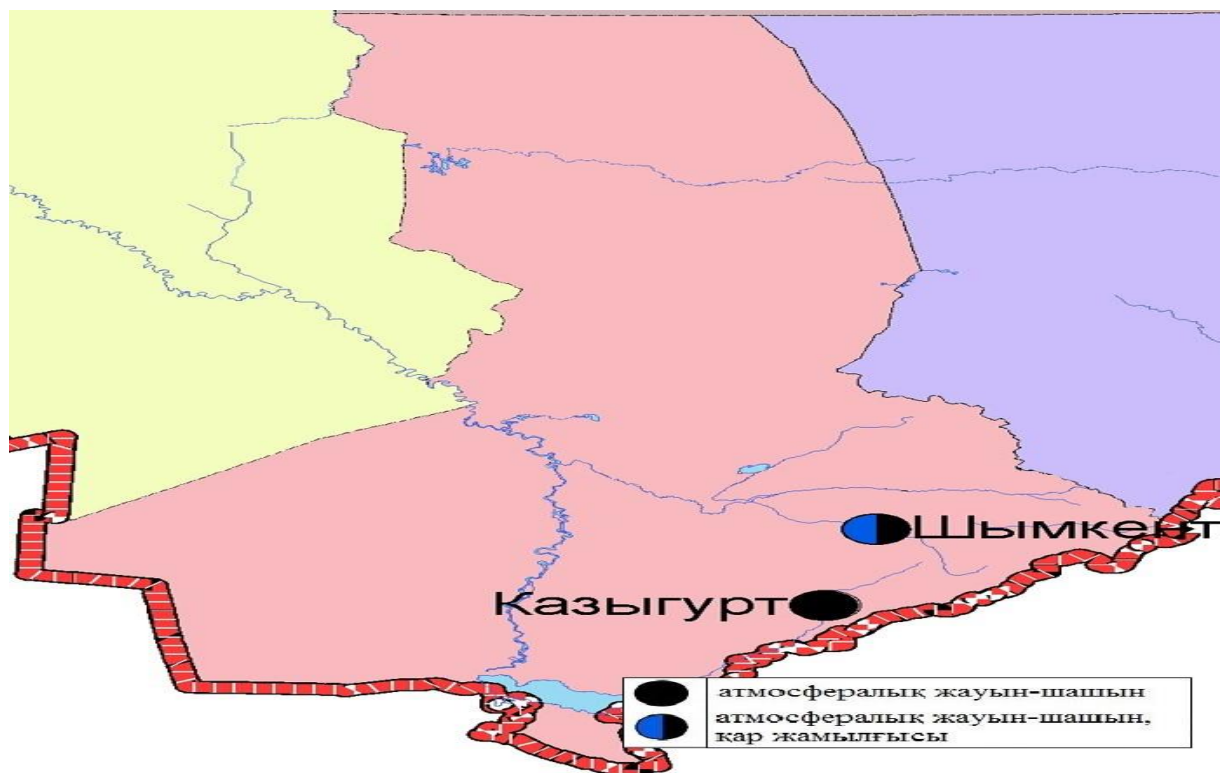 Шымкент
Казыгурт
атмосфералық жауын-шашын
атмосфералық жауын-шашын,
қар жамылғысы